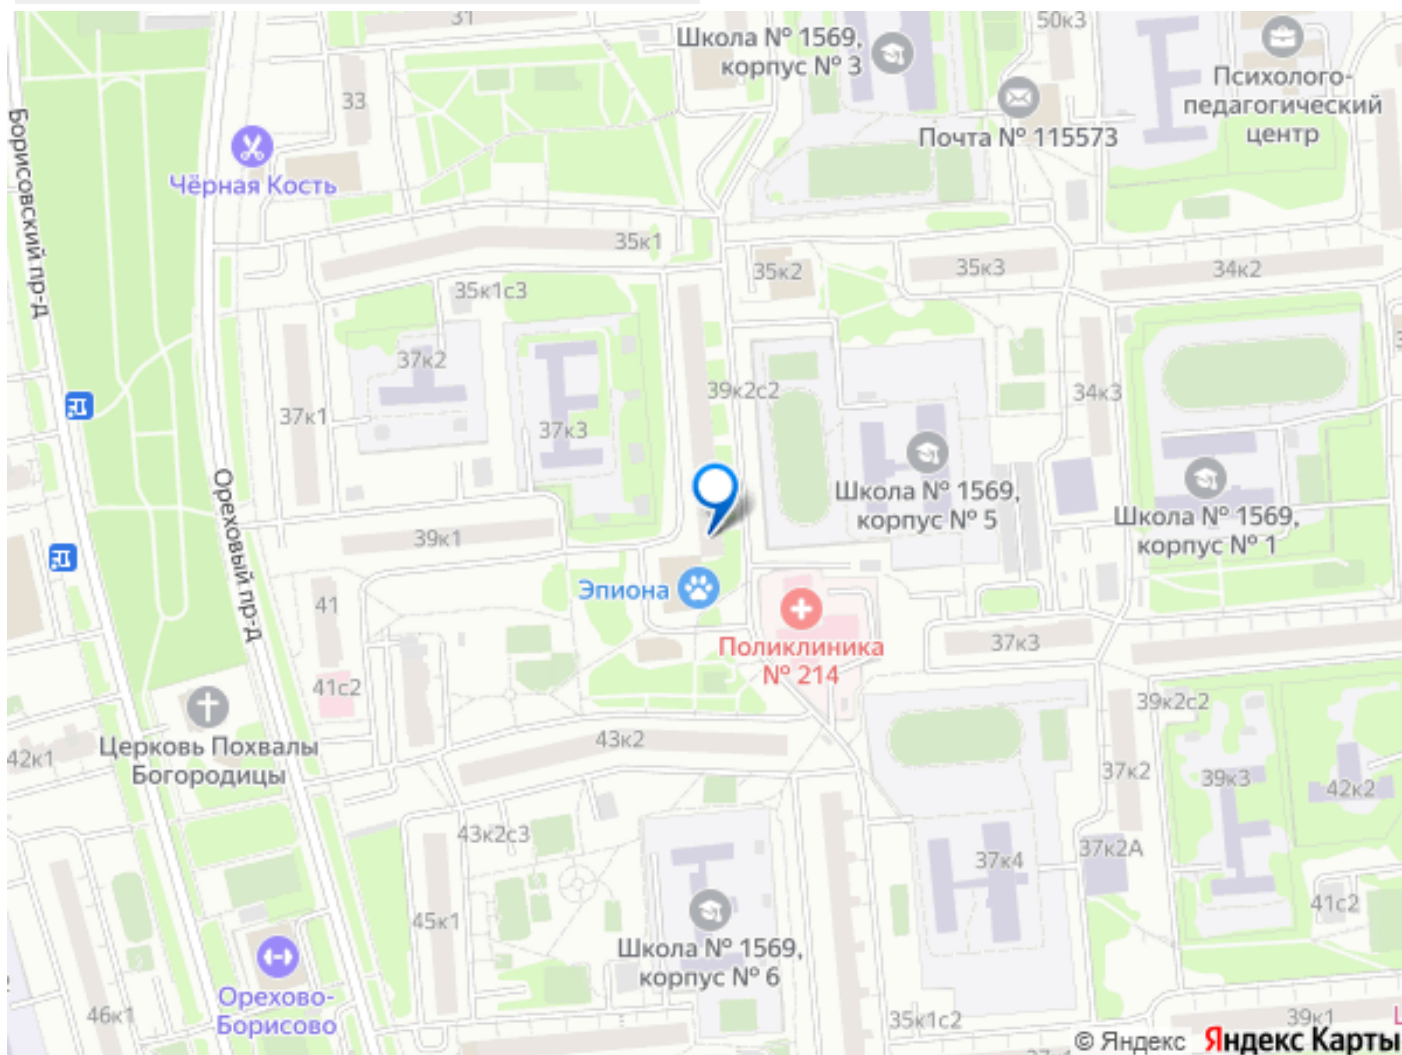 31
50к3
Школа № 1569,
корпус № 3
Психолого-
педагогический
центр
33
Почта № 115573
Борисовский пр-д
Чёрная Кость
35к1
35к2
35к3
34к2
35к1с3
37к2
39к2с2
34к3
37к1
37к3
Школа № 1569,
корпус № 5
Школа № 1569,
корпус № 1
Ореховый пр-д
39к1
Эпиона
41
Поликлиника
№ 214
37к3
41с2
39к2с2
Церковь Похвалы
Богородицы
42к1
43к2
37к2
39к3
42к2
43к2с3
37к2А
37к4
45к1
41с2
Школа № 1569,
корпус № 6
Орехово-
Борисово
46к1
35к1с2
39к1
37к1
© Яндекс Яндекс Карты